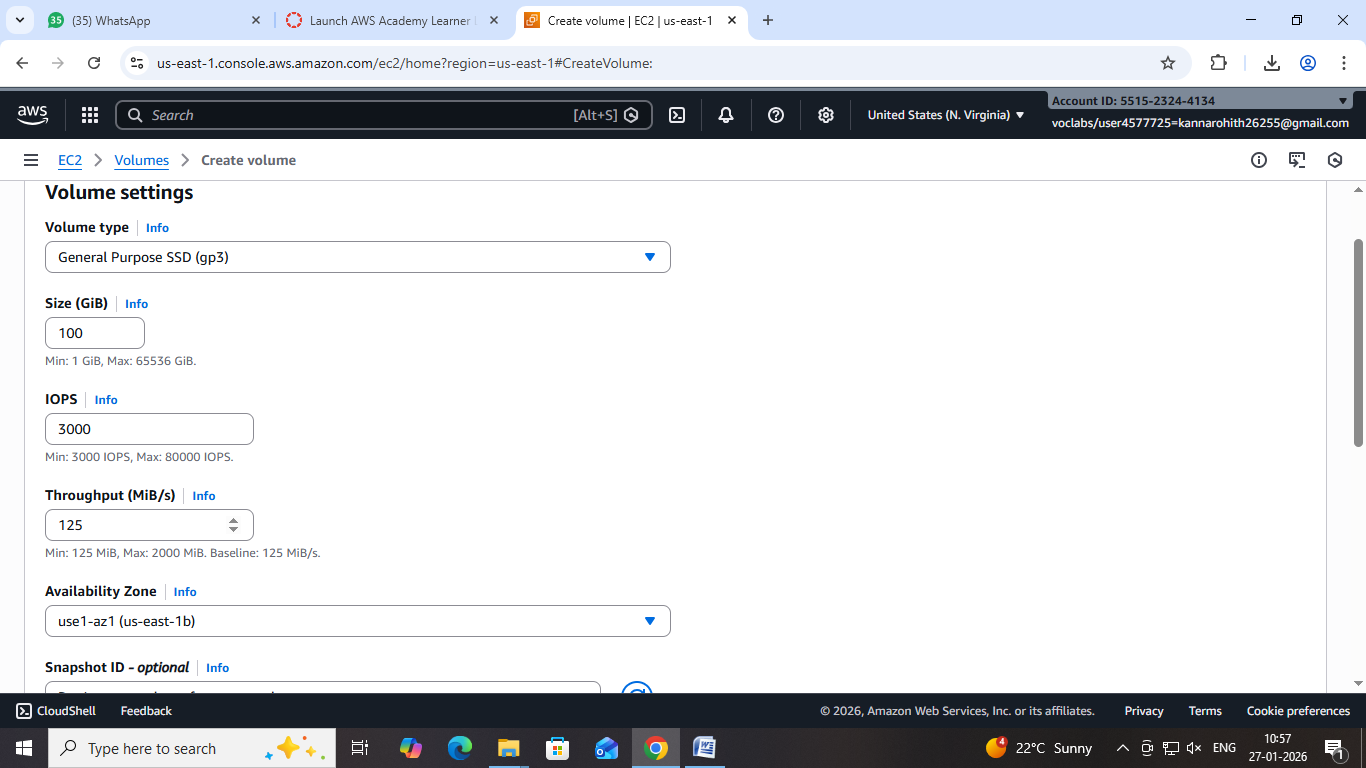 35 (35) WhatsApp
Launch AWS Academy Learner
Create volume | EC2 | us-east-1
us-east-1.console.aws.amazon.com/ec2/home?region=us-east-1#CreateVolume:
aws
Search [Alt+S]
United States (N. Virginia)
Account ID: 5515-2324-4134
voclabs/user4577725=kannarohith26255@gmail.com
EC2 Volumes Create volume
Volume settings
Volume type Info
General Purpose SSD (gp3)
Size (GiB) Info
100
Min: 1 GiB, Max: 65536 GiB.
IOPS Info
3000
Min: 3000 IOPS, Max: 80000 IOPS.
Throughput (MiB/s) Info
125
Min: 125 MiB, Max: 2000 MiB. Baseline: 125 MiB/s.
Availability Zone Info
use1-az1 (us-east-1b)
Snapshot ID - optional Info
CloudShell Feedback © 2026, Amazon Web Services, Inc. or its affiliates. Privacy Terms Cookie preferences
Type here to search
4 22°C Sunny ENG 10:57
27-01-2026
1